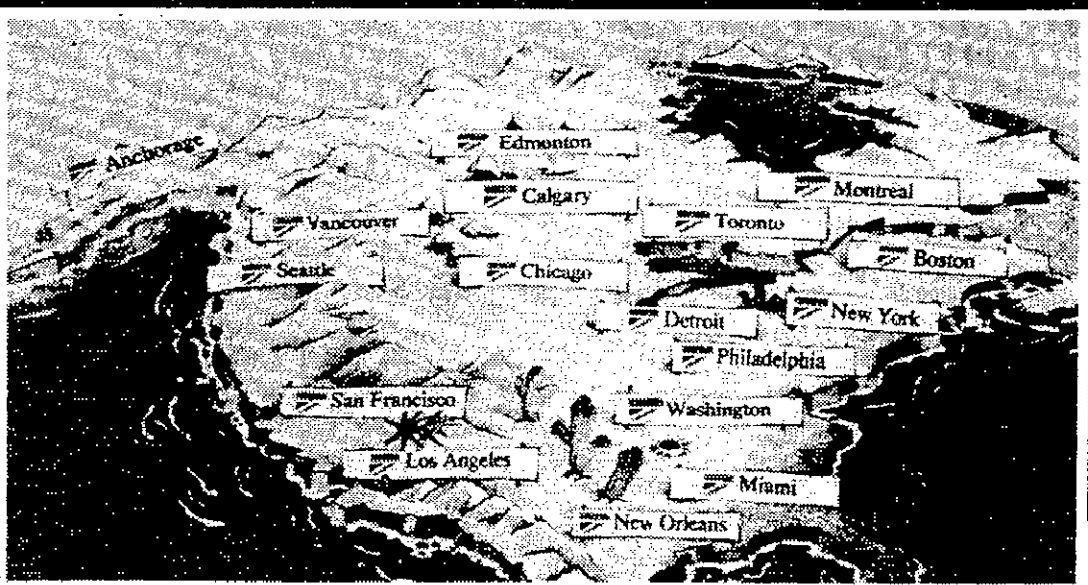 Anchorage
Edmonton
Calgary
Montreal
Vancouver
Toronto
Seattle
Chicago
Boston
Detroit
New York
Philadelphia
San Francisco
Washington
Los Angeles
Miami
New Orleans